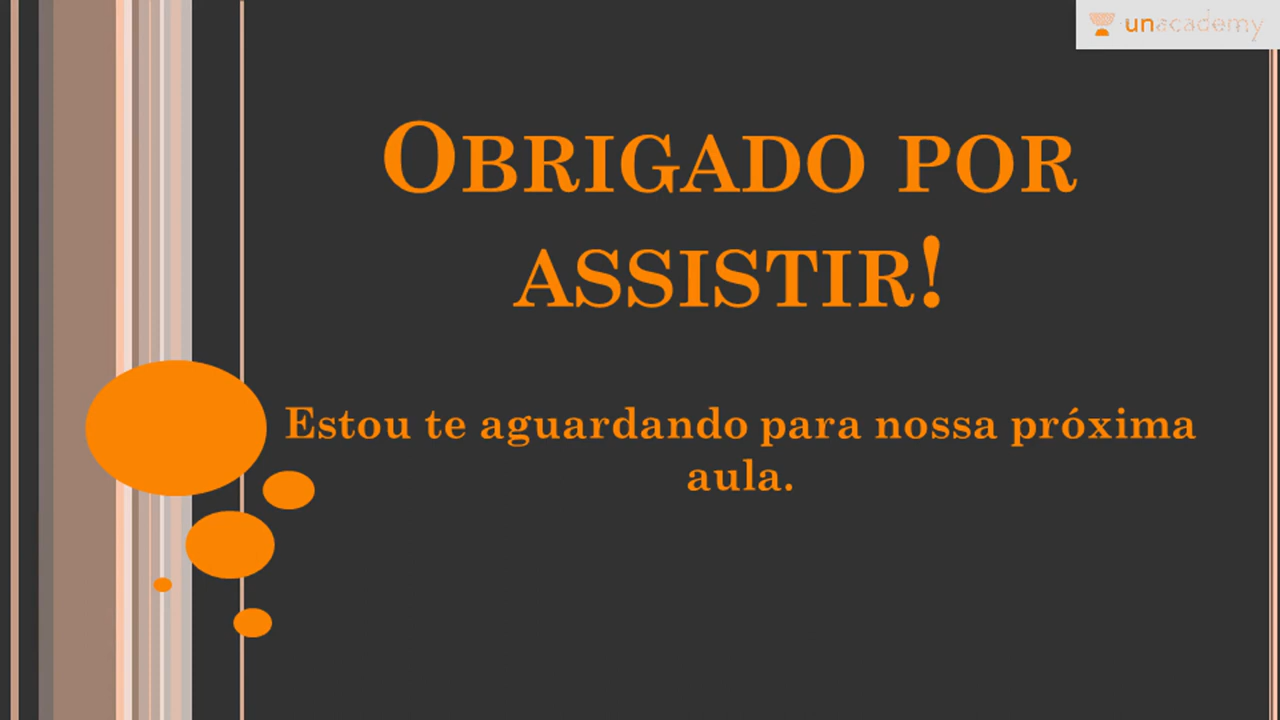 unacademy
OBRIGADO POR
ASSISTIR!
Estou te aguardando para nossa próxima
aula.